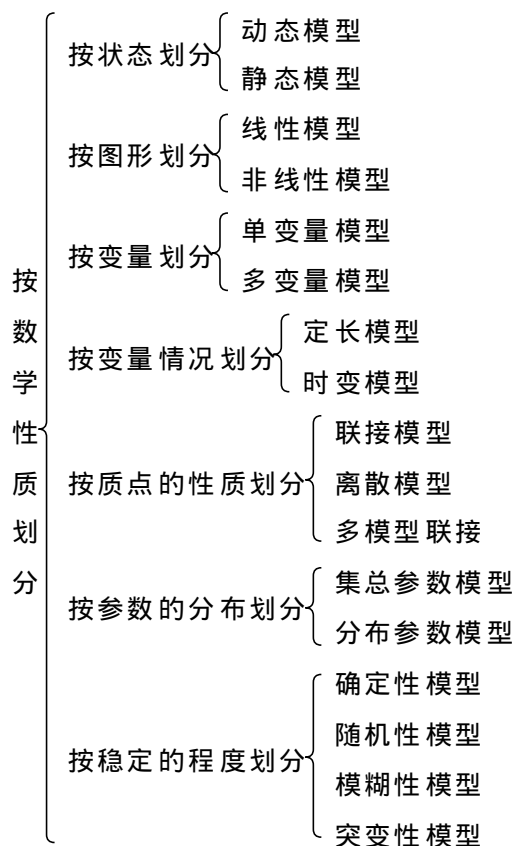 按数学性质划分
按状态划分
动态模型
静态模型
按图形划分
线性模型
非线性模型
按变量划分
单变量模型
多变量模型
按变量情况划分
定长模型
时变模型
按质点的性质划分
联接模型
离散模型
多模型联接
按参数的分布划分
集总参数模型
分布参数模型
按稳定的程度划分
确定性模型
随机性模型
模糊性模型
突变性模型